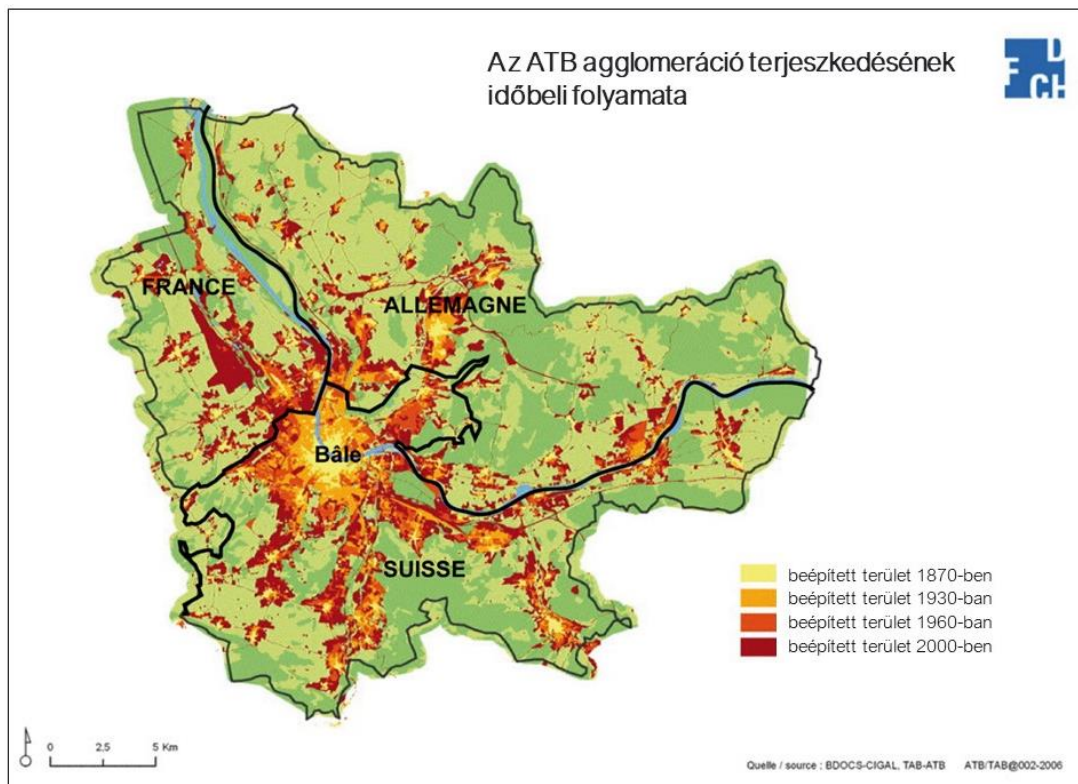 Az ATB agglomeráció terjeszkedésének
időbeli folyamata
D
F
CH
FRANCE
ALLEMAGNE
Bâle
SUISSE
beépített terület 1870-ben
beépített terület 1930-ban
beépített terület 1960-ban
beépített terület 2000-ben
0 2,5 5 Km
Quelle / source : BDOCS-CIGAL, TAB-ATB ATB/TAB@002-2006